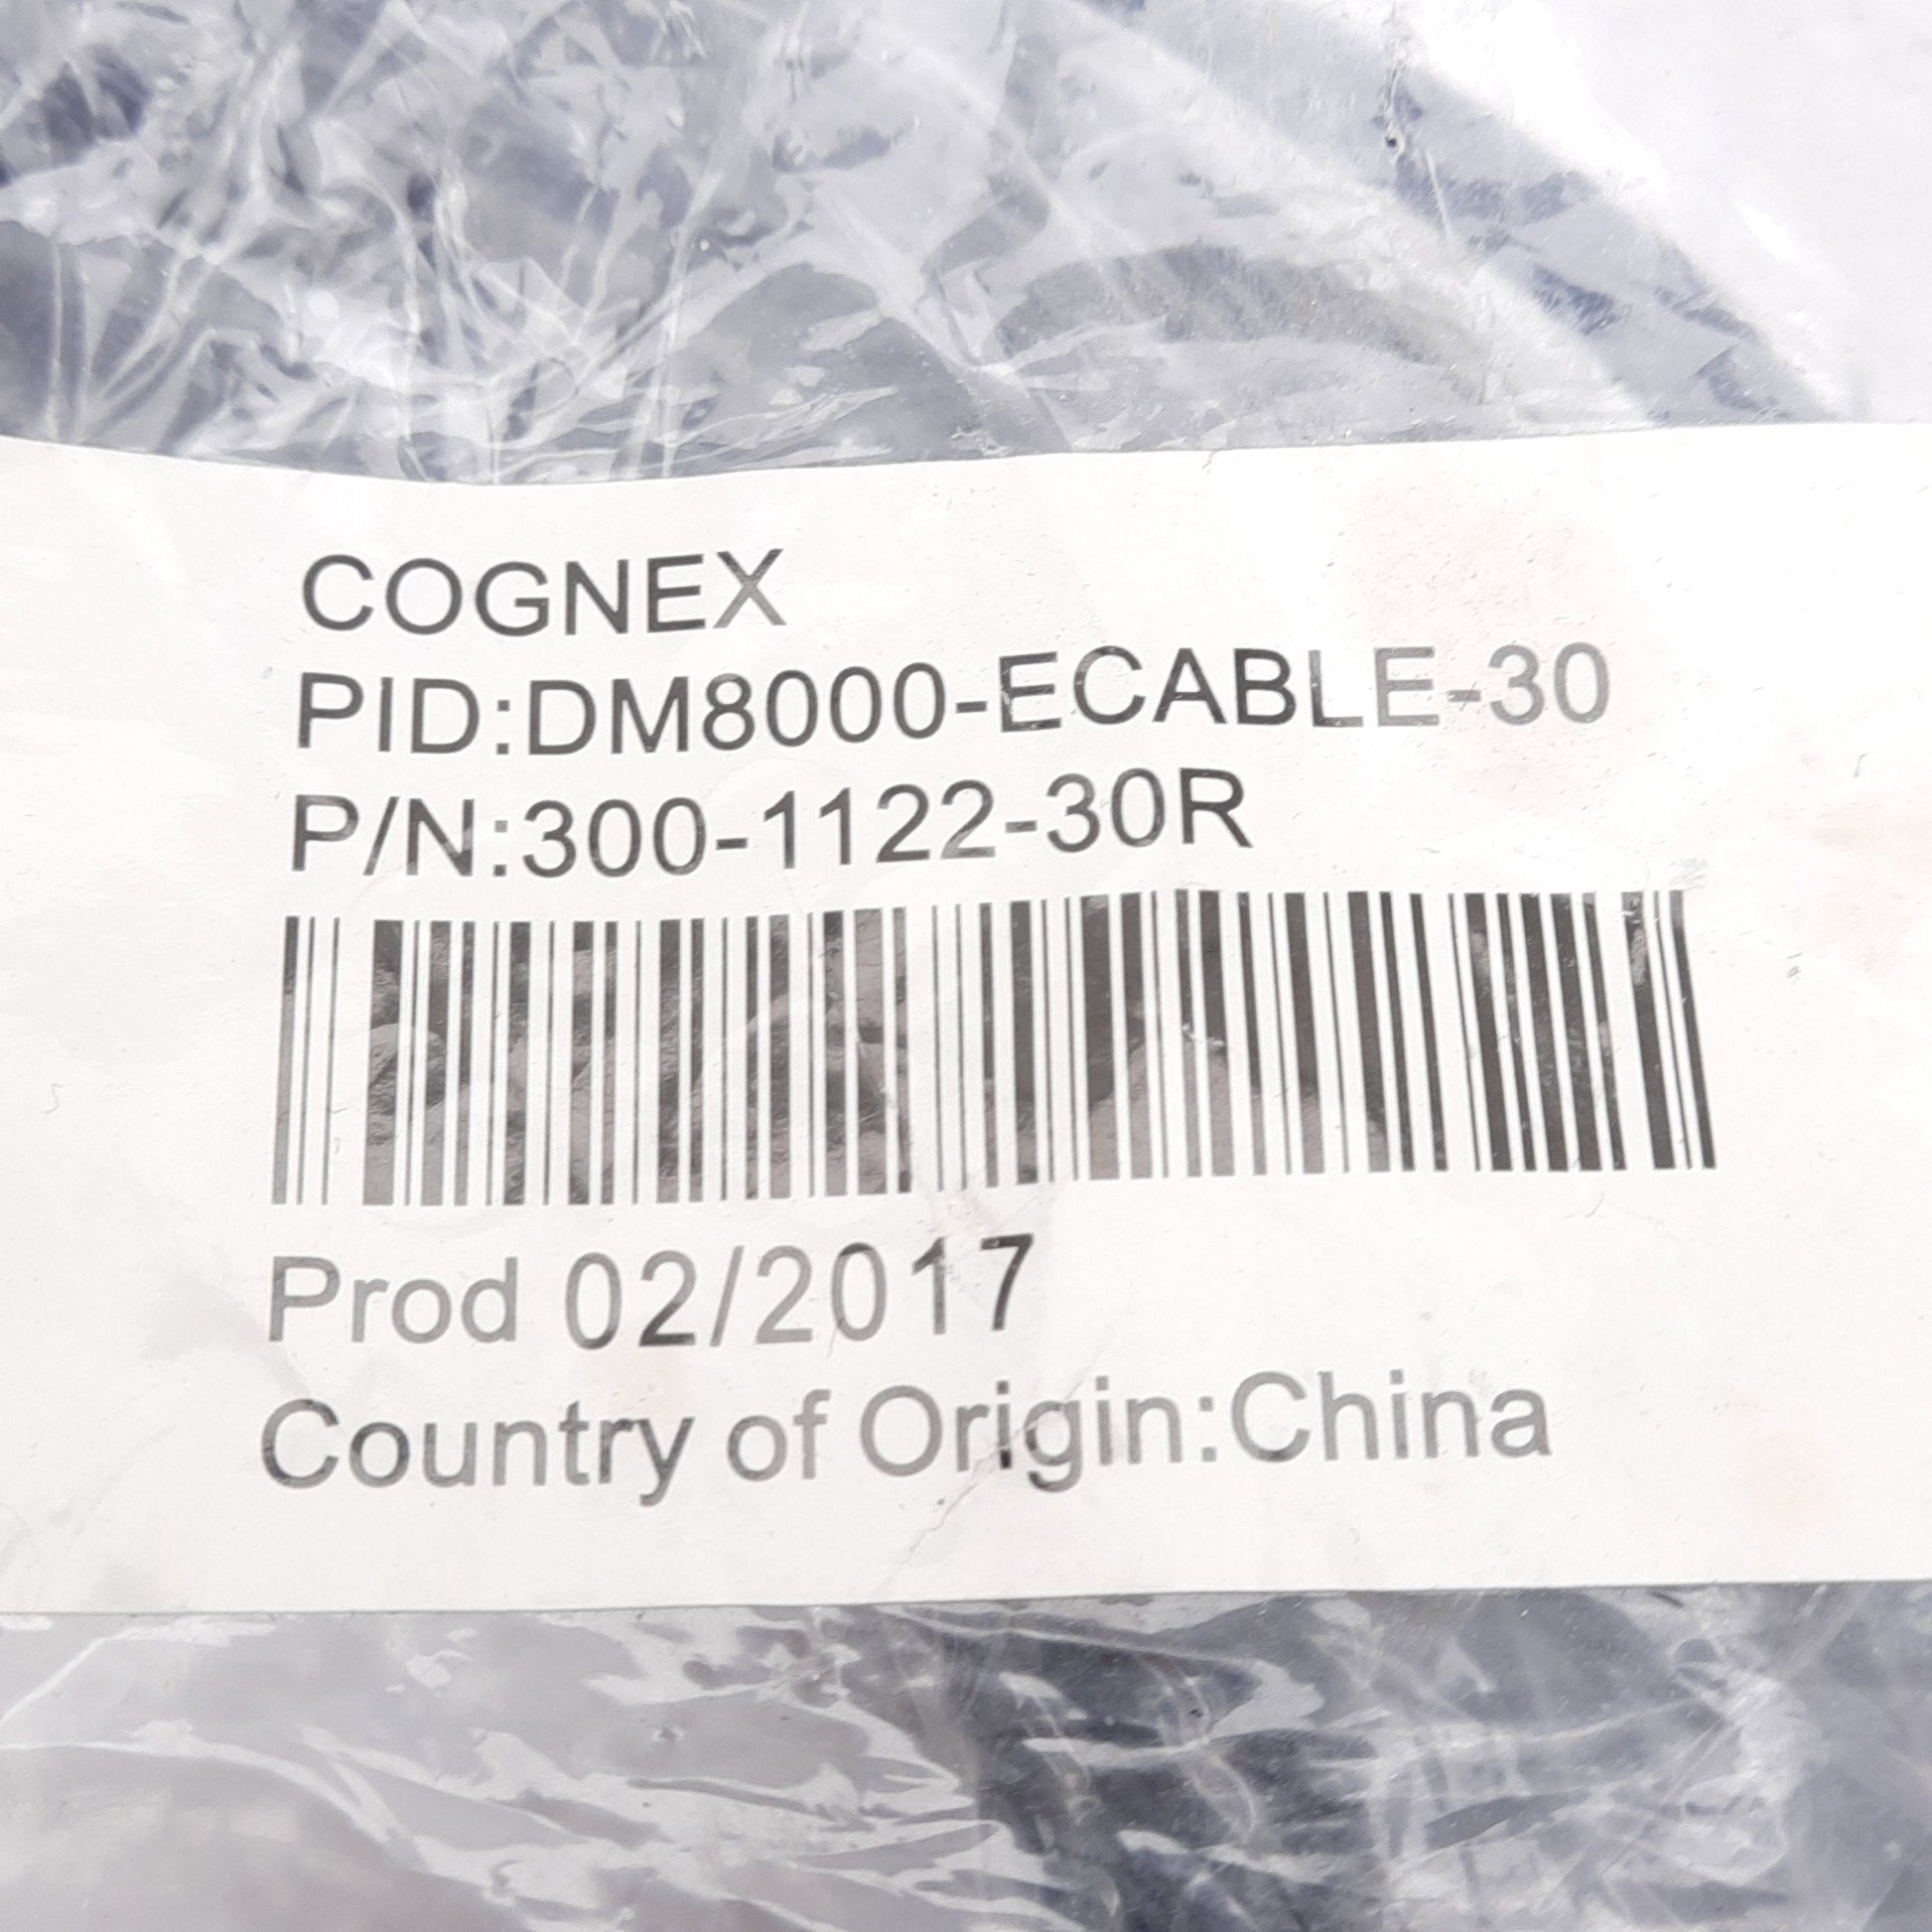 COGNEX
PID:DM8000-ECABLE-30
P/N:300-1122-30R
Prod 02/2017
Country of Origin:China